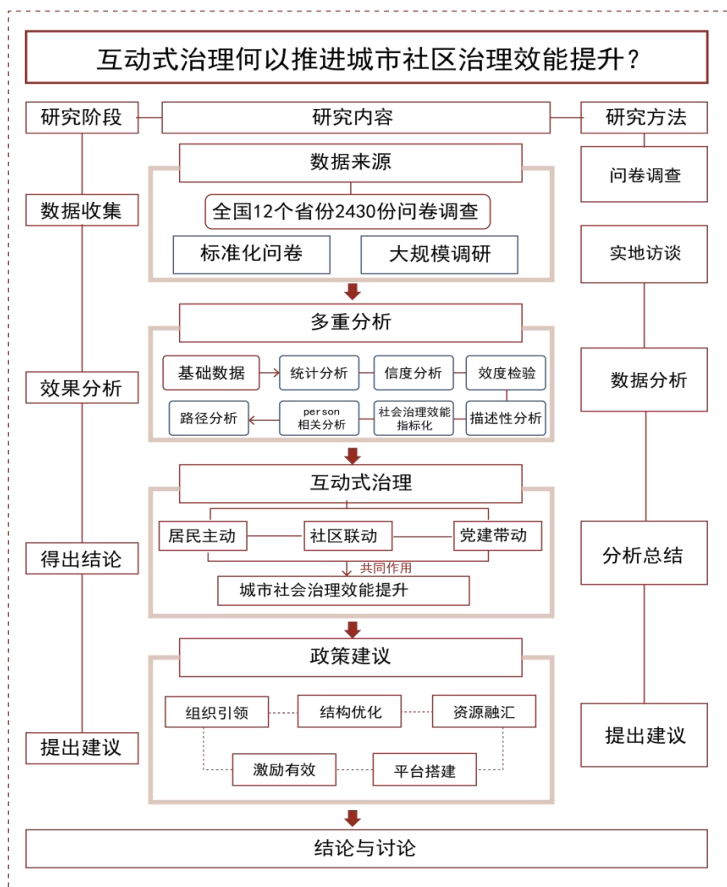 互动式治理何以推进城市社区治理效能提升？
研究阶段
研究内容
研究方法
数据来源
问卷调查
数据收集
全国12个省份2430份问卷调查
标准化问卷
大规模调研
实地访谈
多重分析
效果分析
基础数据
统计分析
信度分析
效度检验
数据分析
路径分析
person
相关分析
社会治理效能
指标化
描述性分析
互动式治理
得出结论
居民主动
社区联动
党建带动
分析总结
共同作用
城市社会治理效能提升
政策建议
组织引领
结构优化
资源融汇
提出建议
提出建议
激励有效
平台搭建
结论与讨论